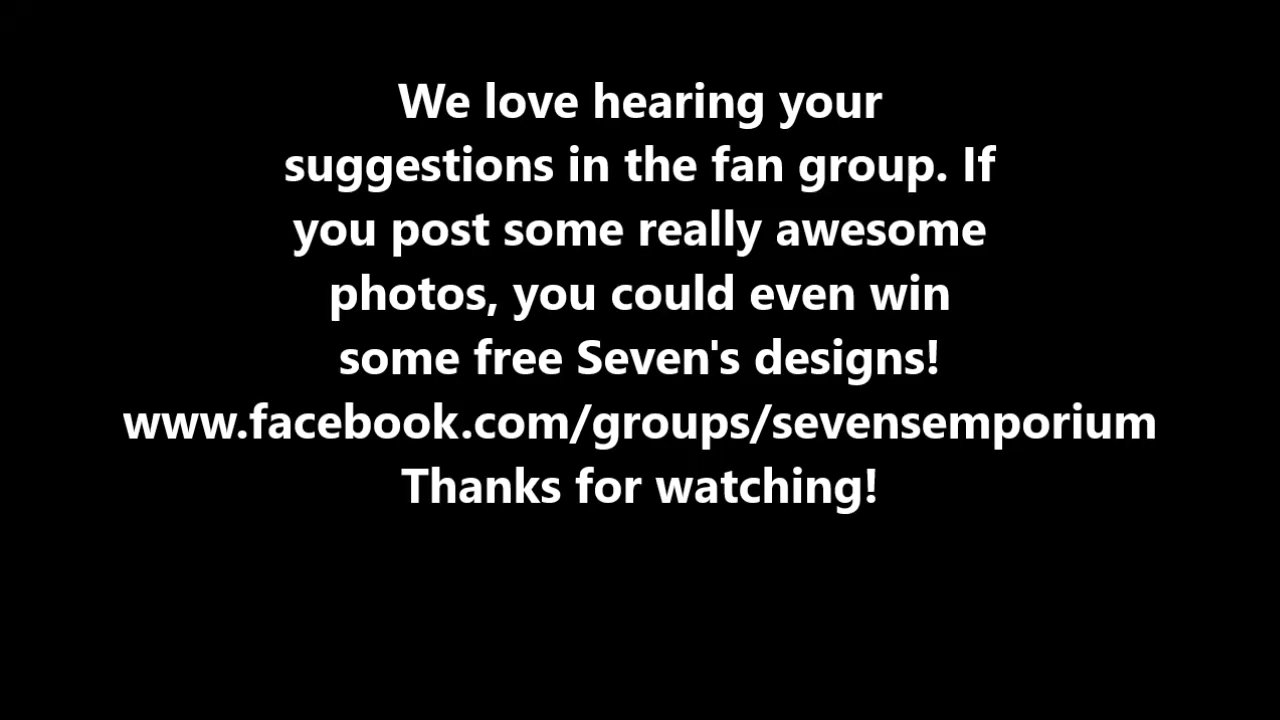 We love hearing your
suggestions in the fan group. If
you post some really awesome
photos, you could even win
some free Seven's designs!
www.facebook.com/groups/sevensemporium
Thanks for watching!